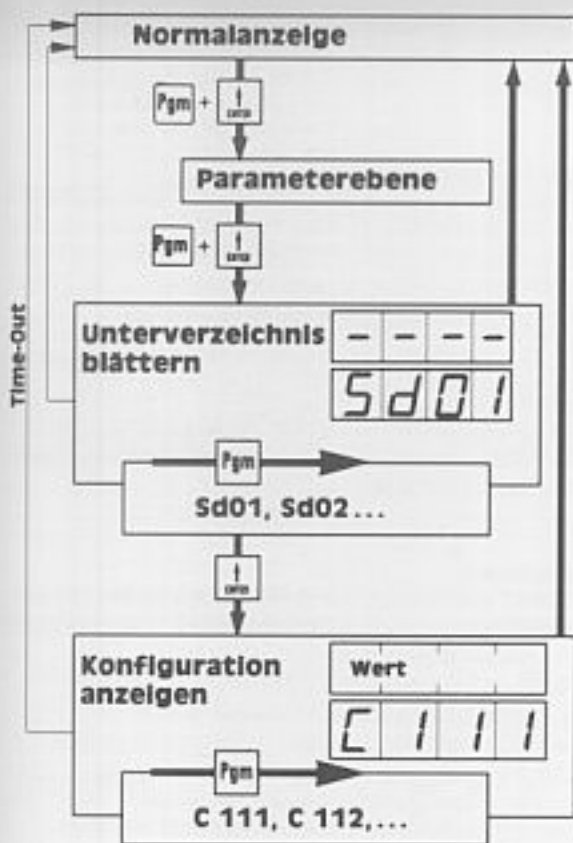 Normalanzeige
Pgm + ↑ ENTER
Parameterebene
Pgm + ↑ ENTER
Time-Out
Unterverzeichnis
blättern
- - - -
Sd01
Pgm
Sd01, Sd02...
↑ ENTER
Konfiguration
anzeigen
Wert
C111
Pgm
C 111, C 112,...